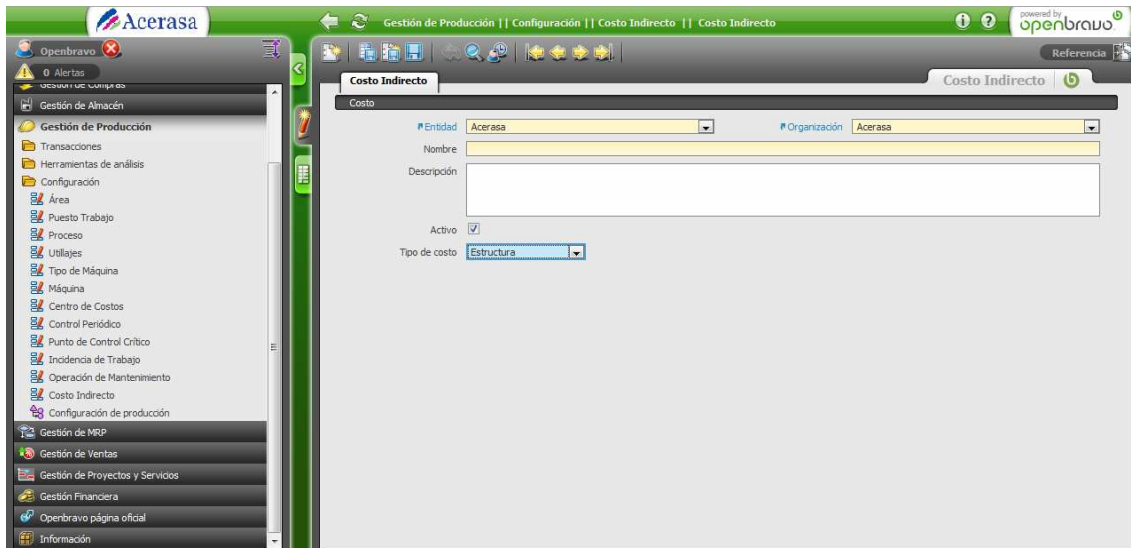 Acerasa
Gestión de Producción || Configuración || Costo Indirecto || Costo Indirecto
powered by
openbravo
Openbravo
0 Alertas
Referencia
Gestión de Compras
Gestión de Almacén
Gestión de Producción
Transacciones
Herramientas de análisis
Configuración
Área
Puesto Trabajo
Proceso
Utillajes
Tipo de Máquina
Máquina
Centro de Costos
Control Periódico
Punto de Control Crítico
Incidencia de Trabajo
Operación de Mantenimiento
Costo Indirecto
Configuración de producción
Gestión de MRP
Gestión de Ventas
Gestión de Proyectos y Servicios
Gestión Financiera
Openbravo página oficial
Información
Costo Indirecto
Costo Indirecto
Costo
Entidad Acerasa Organización Acerasa
Nombre
Descripción
Activo
Tipo de costo Estructura